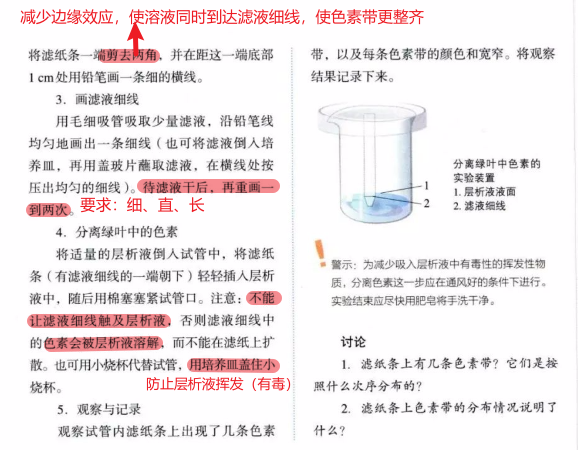 减少边缘效应，使溶液同时到达滤液细线，使色素带更整齐
将滤纸条一端剪去两角，并在距这一端底部
1 cm处用铅笔画一条细的横线。
3. 画滤液细线
用毛细吸管吸取少量滤液，沿铅笔线
均匀地画出一条细线（也可将滤液倒入培
养皿，再用盖玻片蘸取滤液，在横线处按
压出均匀的细线）。待滤液干后，再重画一
到两次。
要求：细、直、长
4. 分离绿叶中的色素
将适量的层析液倒入试管中，将滤纸
条（有滤液细线的一端朝下）轻轻插入层析
液中，随后用棉塞塞紧试管口。注意：不能
让滤液细线触及层析液，否则滤液细线中
的色素会被层析液溶解，而不能在滤纸上扩
散。也可用小烧杯代替试管，用培养皿盖住小
烧杯。
防止层析液挥发（有毒）
5. 观察与记录
观察试管内滤纸条上出现了几条色素
带，以及每条色素带的颜色和宽窄。将观察
结果记录下来。
1
2
分离绿叶中色素的
实验装置
1. 层析液液面
2. 滤液细线
警示：为减少吸入层析液中有毒性的挥发性物
质，分离色素这一步应在通风好的条件下进行。
实验结束应尽快用肥皂将手洗干净。
讨论
1. 滤纸条上有几条色素带？它们是按
照什么次序分布的？
2. 滤纸条上色素带的分布情况说明了
什么？